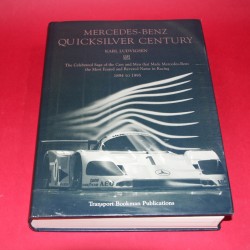 MERCEDES-BENZ
QUICKSILVER CENTURY
KARL LUDVIGSEN
The Celebrated Saga of the Cars and Men that Made Mercedes-Benz
the Most Famed and Revered Name in Racing
Transport Bookman Publications